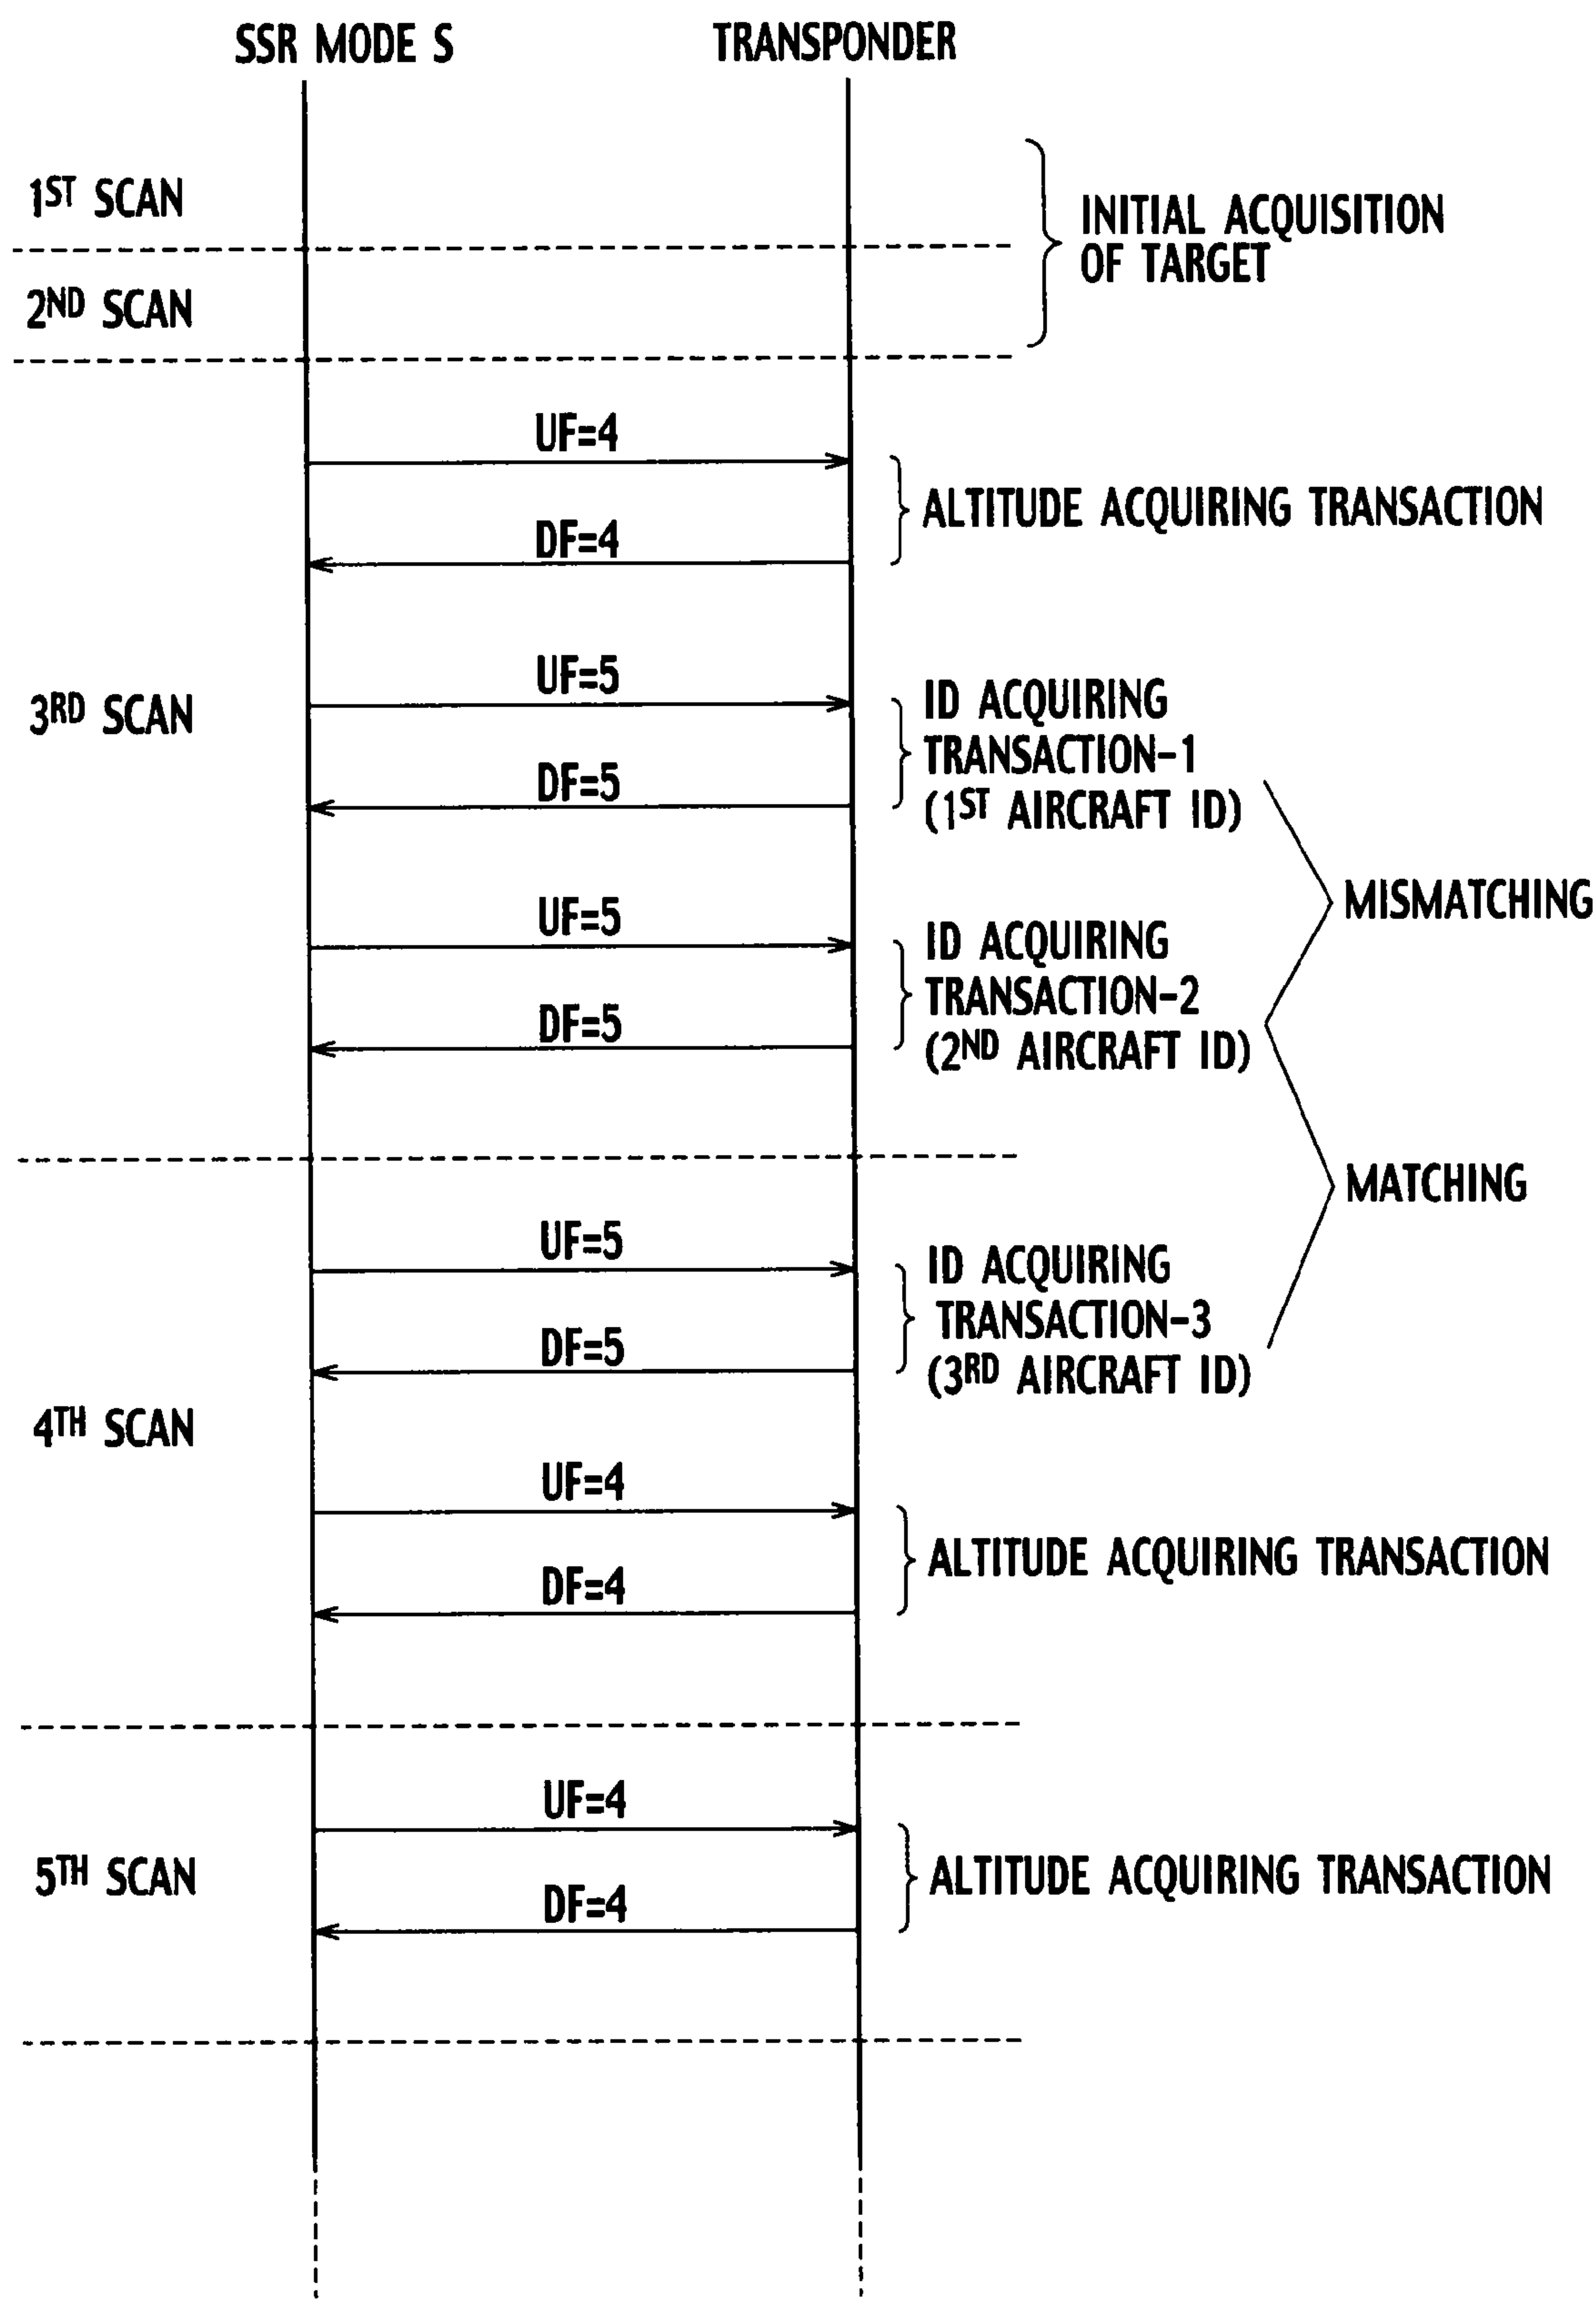 SSR MODE S
TRANSPONDER
1ST SCAN
INITIAL ACQUISITION
OF TARGET
2ND SCAN
UF=4
ALTITUDE ACQUIRING TRANSACTION
DF=4
3RD SCAN
UF=5
ID ACQUIRING
TRANSACTION-1
(1ST AIRCRAFT ID)
DF=5
MISMATCHING
UF=5
ID ACQUIRING
TRANSACTION-2
(2ND AIRCRAFT ID)
DF=5
MATCHING
UF=5
ID ACQUIRING
TRANSACTION-3
(3RD AIRCRAFT ID)
DF=5
4TH SCAN
UF=4
ALTITUDE ACQUIRING TRANSACTION
DF=4
UF=4
5TH SCAN
ALTITUDE ACQUIRING TRANSACTION
DF=4